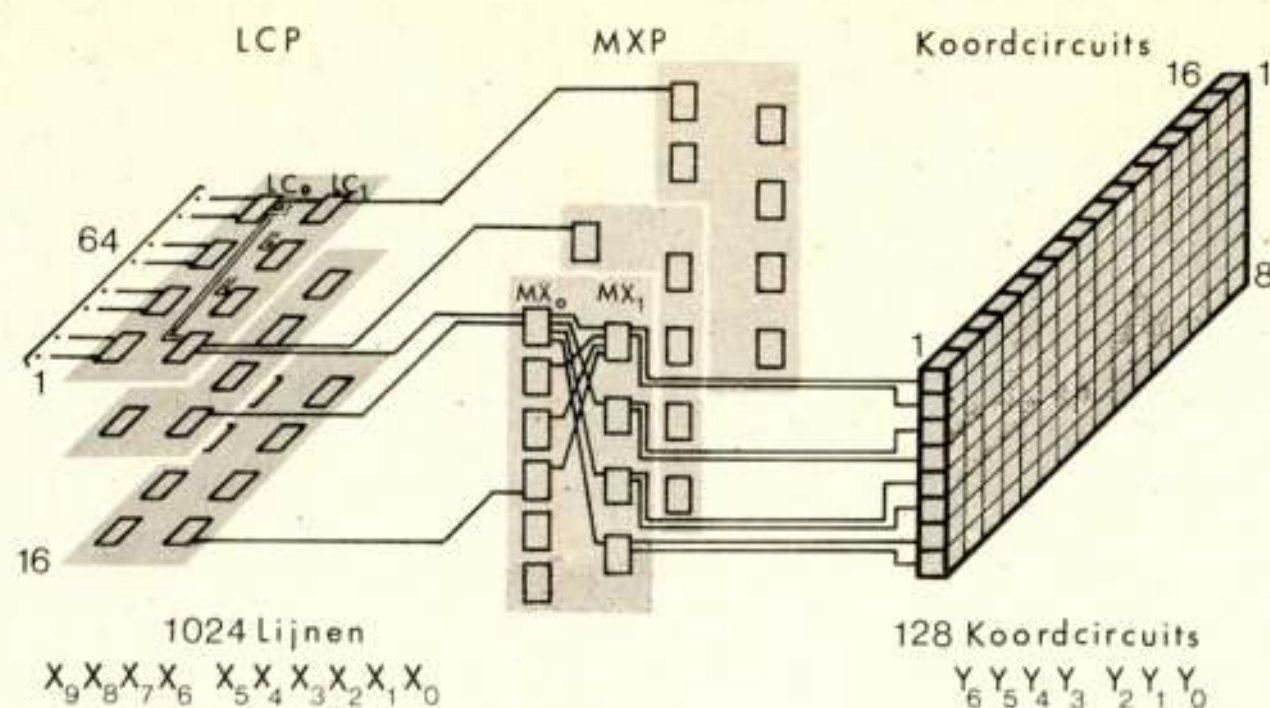 LCP MXP Koordcircuits
16 1
LC₀ LC₁
64
8
MX₀ MX₁
1
1
16
1024 Lijnen 128 Koordcircuits
X₉X₈X₇X₆ X₅X₄X₃X₂X₁X₀ Y₆Y₅Y₄Y₃ Y₂Y₁Y₀